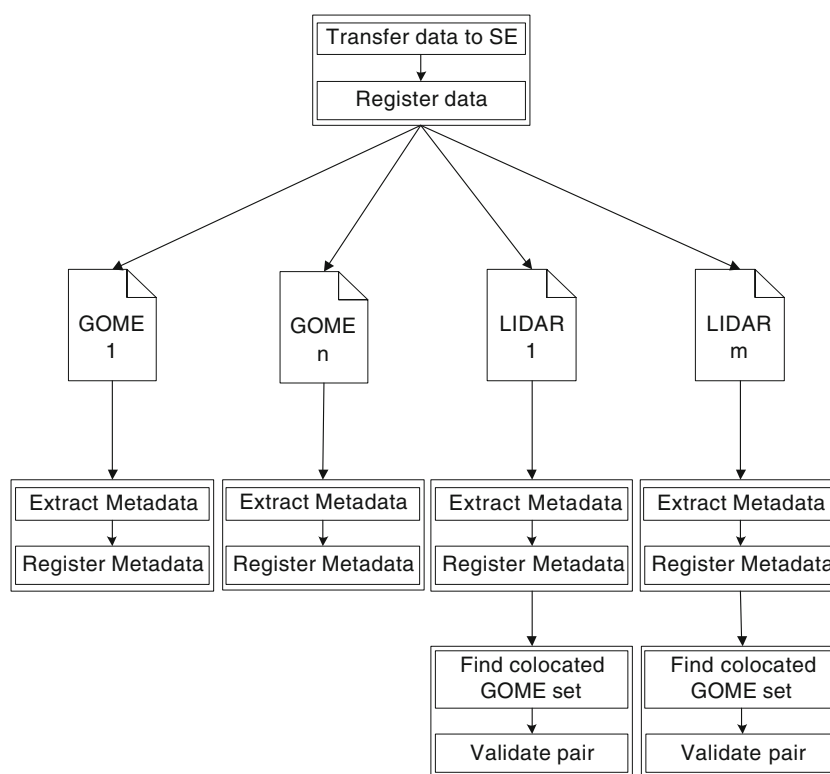 Transfer data to SE
Register data
GOME
1
GOME
n
LIDAR
1
LIDAR
m
Extract Metadata
Register Metadata
Extract Metadata
Register Metadata
Extract Metadata
Register Metadata
Extract Metadata
Register Metadata
Find colocated
GOME set
Validate pair
Find colocated
GOME set
Validate pair